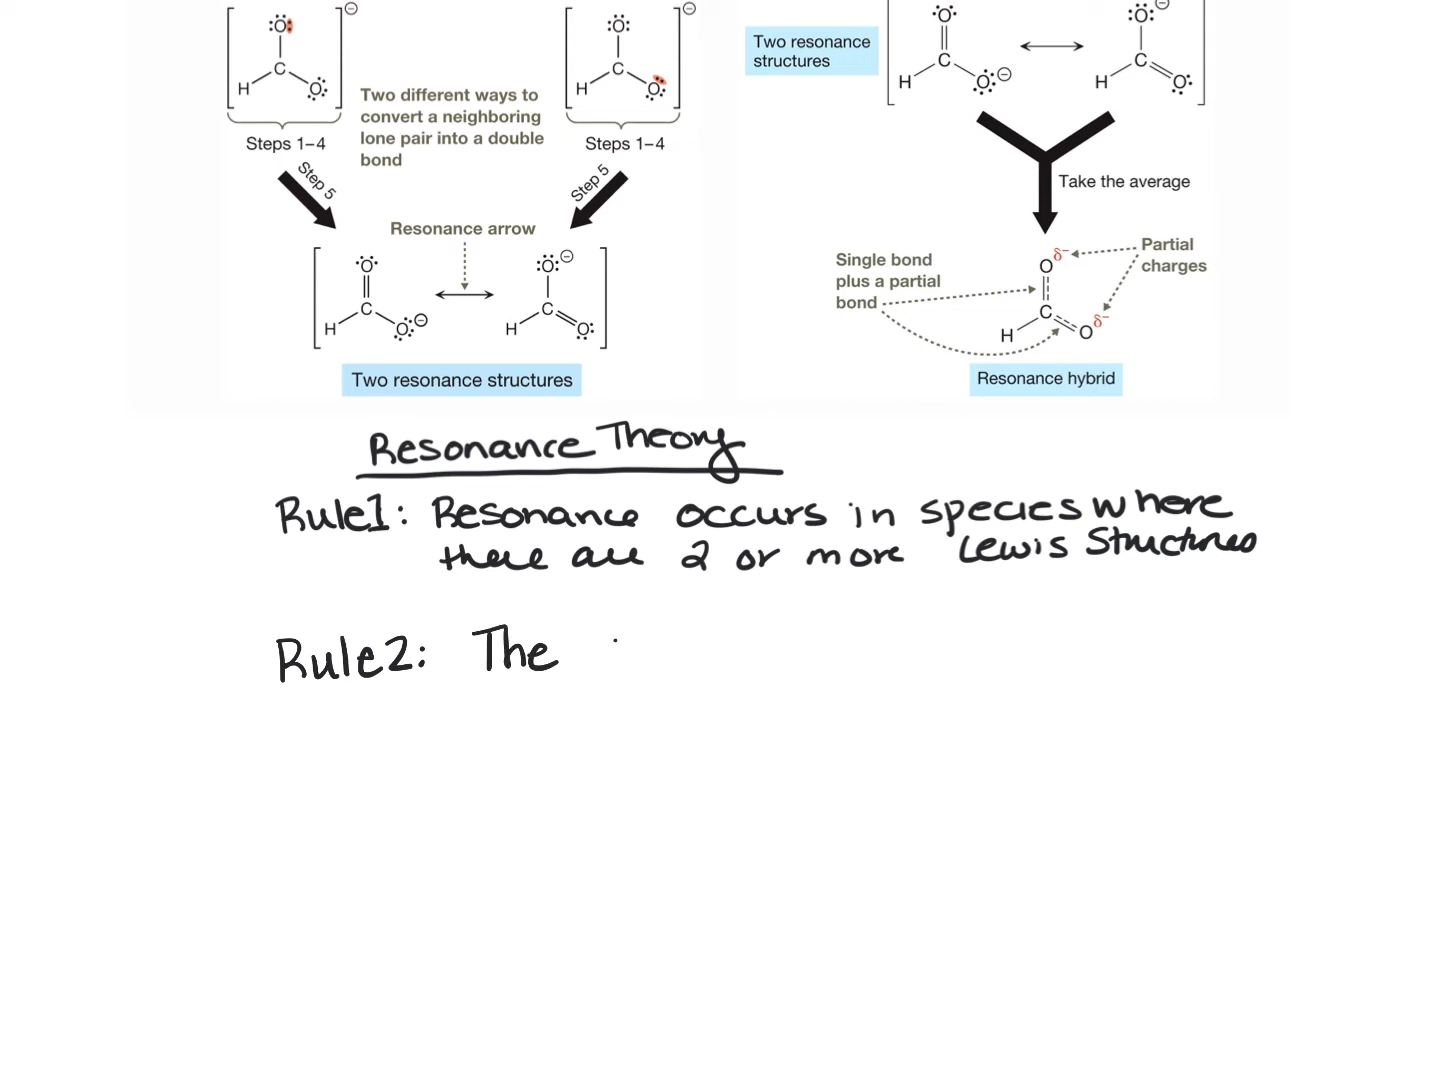 Two different ways to
convert a neighboring
lone pair into a double
bond
Steps 1–4
Steps 1–4
Step 5
Step 5
Resonance arrow
:Ö: ⊖
C
H
:Ö:
:Ö: ⊖
C
H
:Ö:
·Ö·
C
H
:Ö: ⊖
:Ö: ⊖
C
H
:Ö:
Two resonance structures
Two resonance
structures
·Ö·
C
H
:Ö: ⊖
:Ö: ⊖
C
H
:Ö:
Take the average
Single bond
plus a partial
bond
Partial
charges
O δ−
C
H
O δ−
Resonance hybrid
Resonance Theory
Rule1: Resonance occurs in species where
there are 2 or more Lewis Structures
Rule2: The